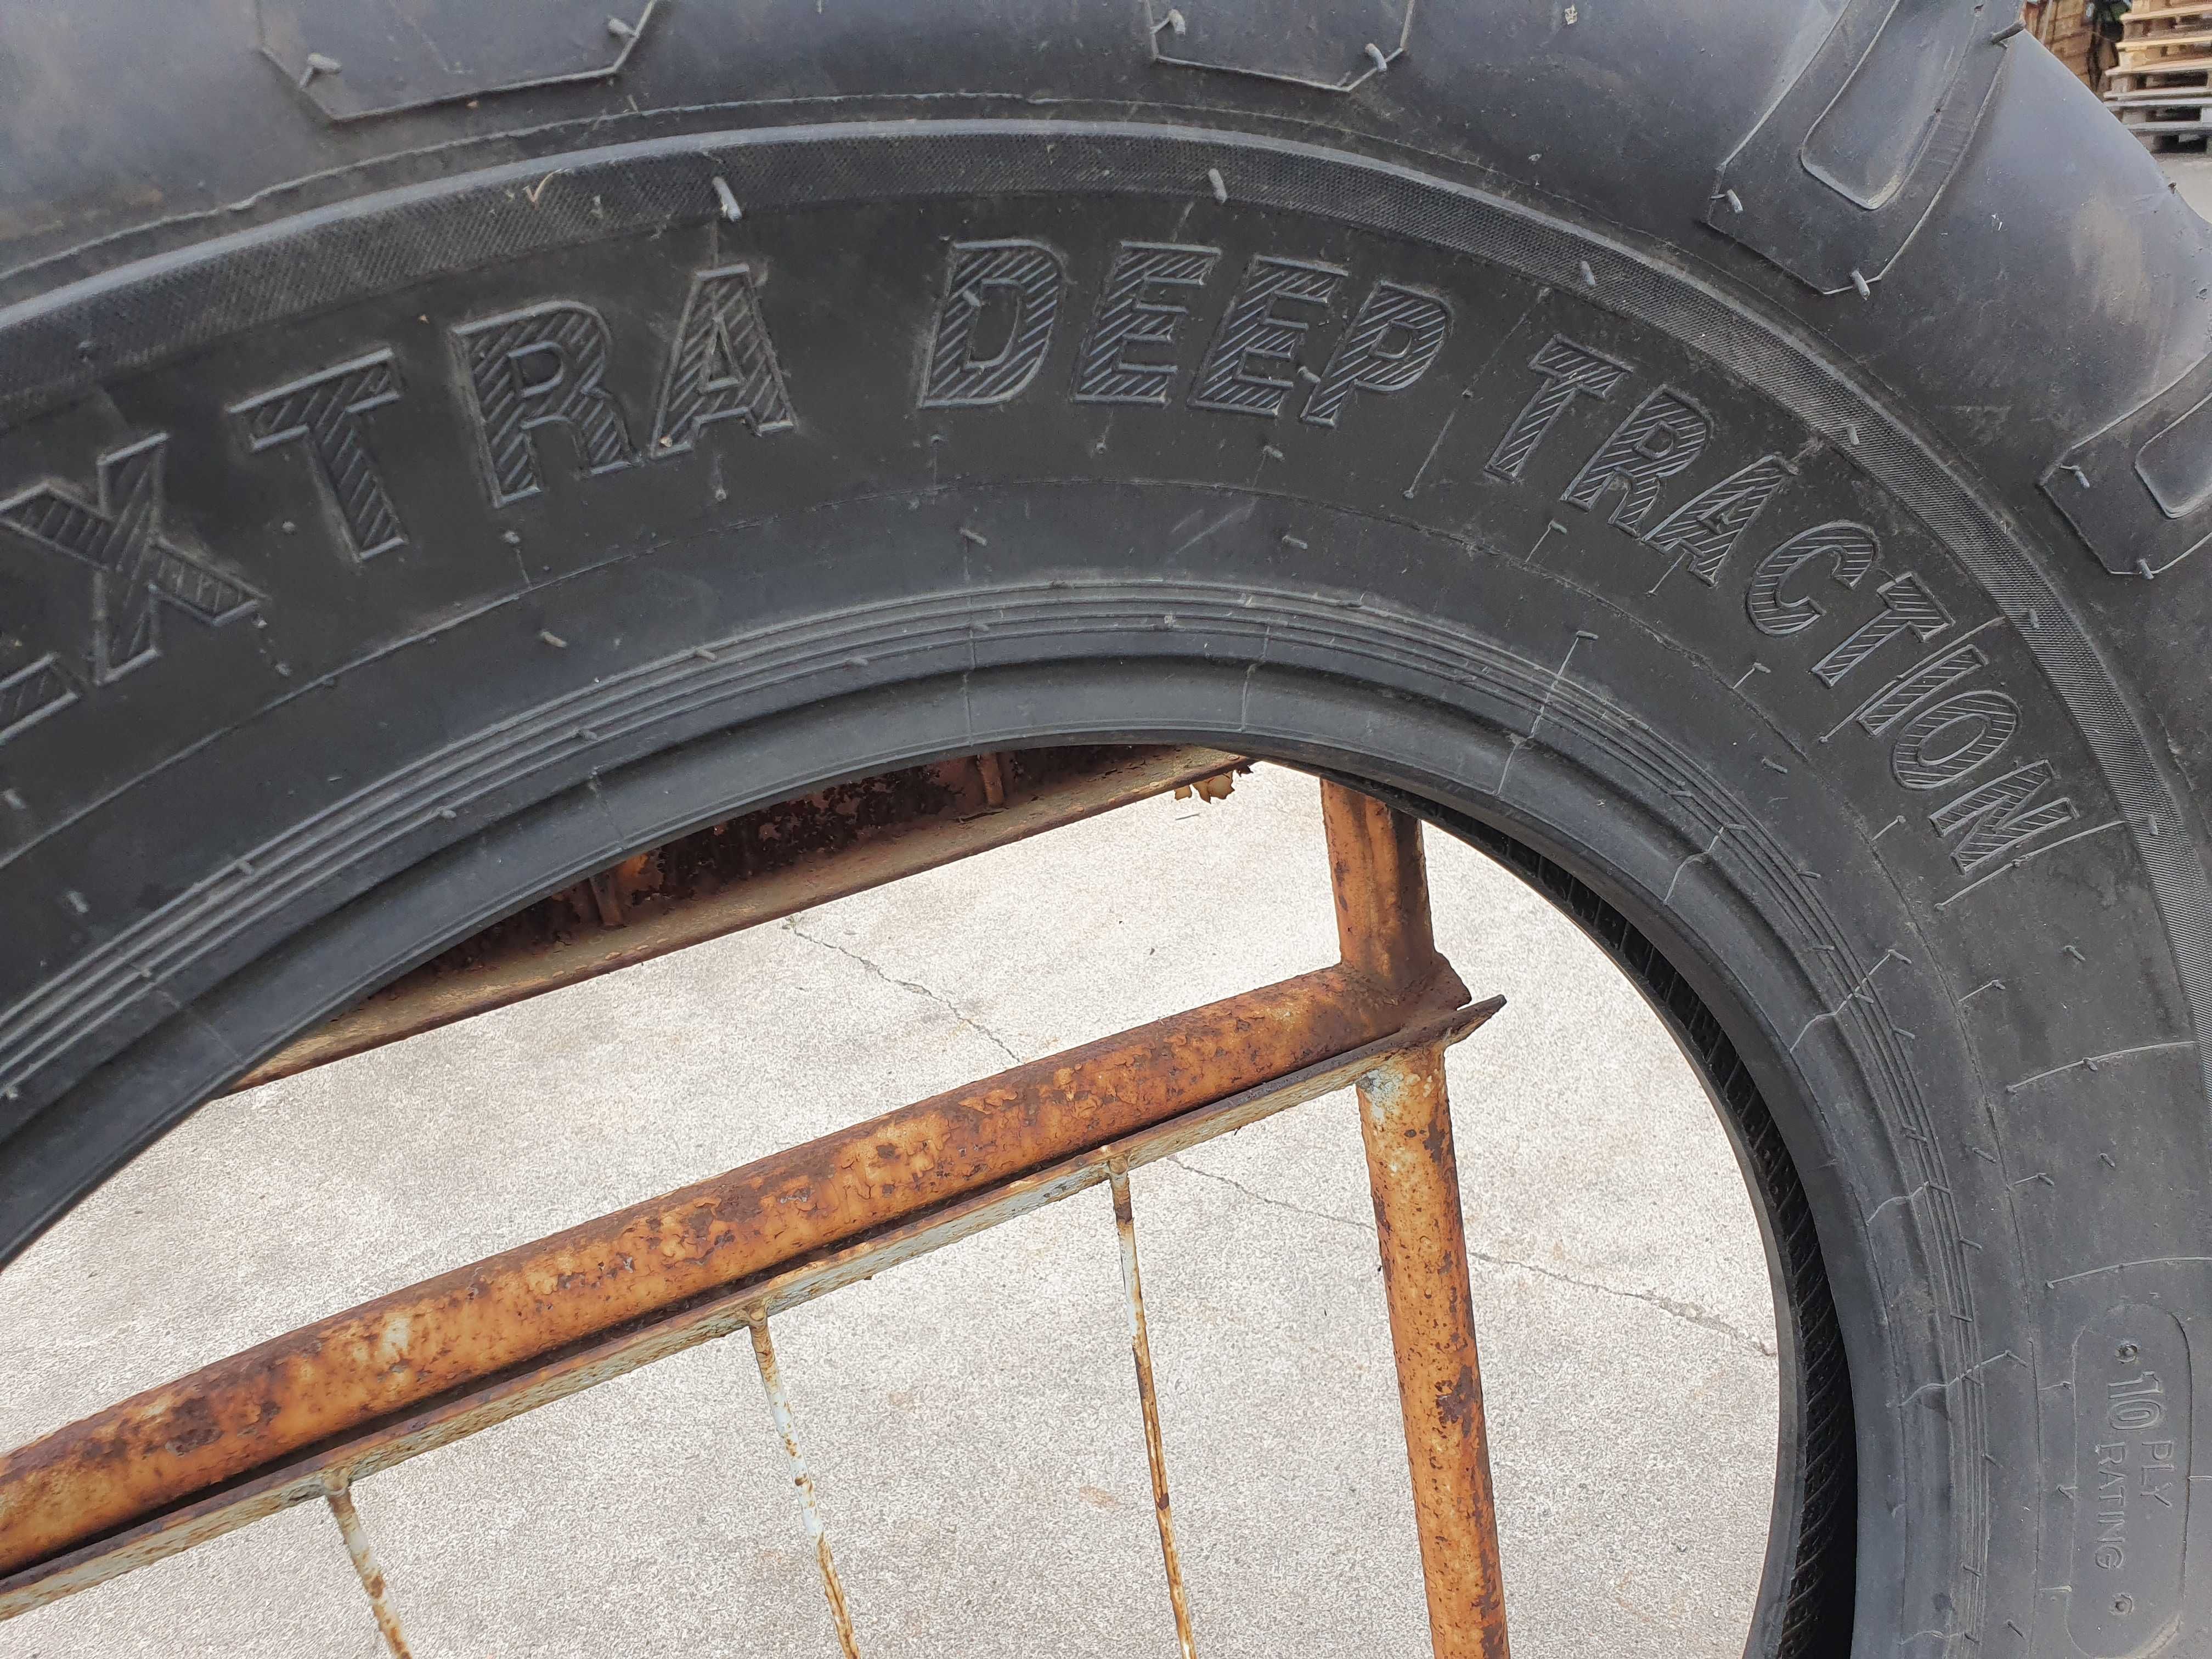 EXTRA DEEP TRACTION
10 PLY
RATING